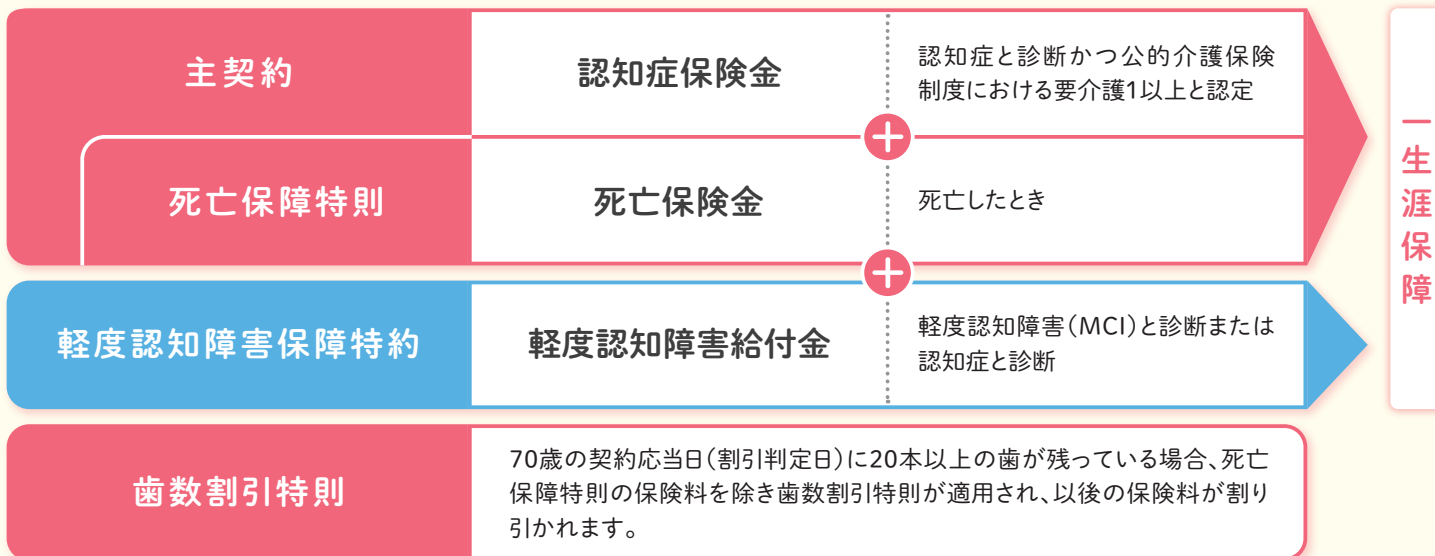 主契約
認知症保険金
認知症と診断かつ公的介護保険
制度における要介護1以上と認定
死亡保障特則
死亡保険金
死亡したとき
軽度認知障害保障特約
軽度認知障害給付金
軽度認知障害(MCI)と診断または
認知症と診断
一生涯保障
歯数割引特則
70歳の契約応当日(割引判定日)に20本以上の歯が残っている場合、死亡
保障特則の保険料を除き歯数割引特則が適用され、以後の保険料が割り
引かれます。